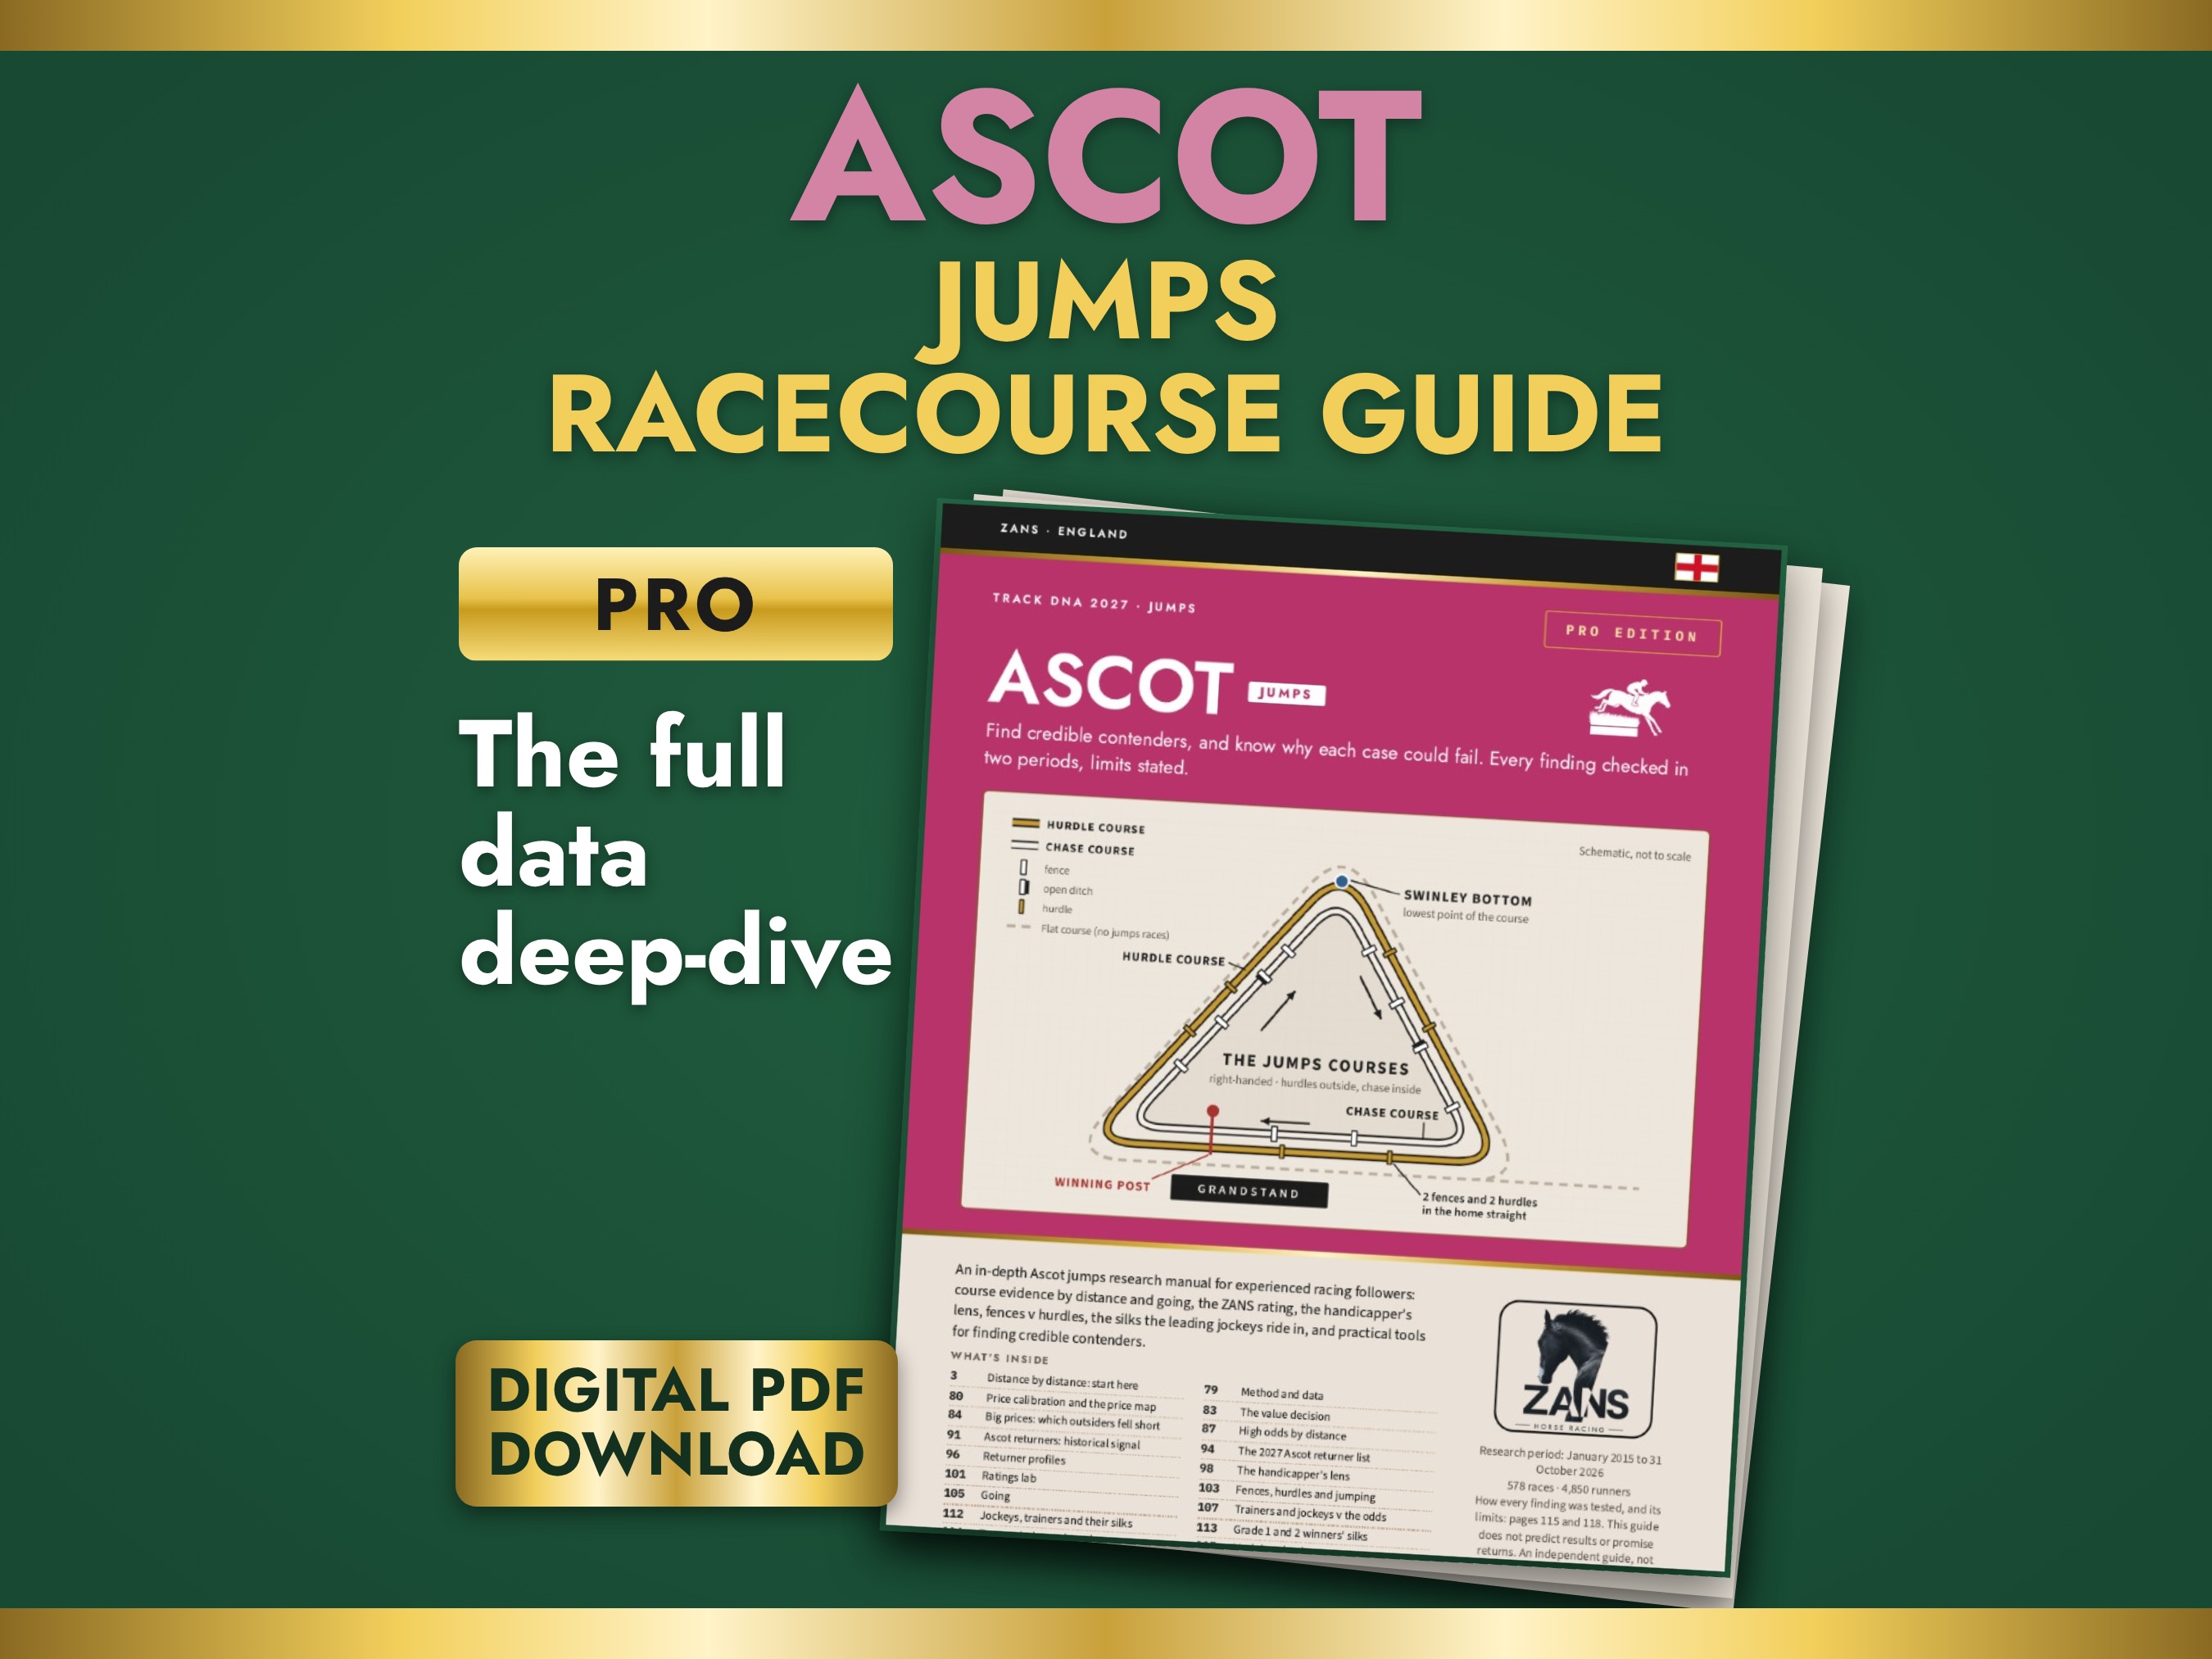 ASCOT
JUMPS
RACECOURSE GUIDE
PRO
The full
data
deep-dive
DIGITAL PDF
DOWNLOAD
ZANS · ENGLAND
TRACK DNA 2027 · JUMPS
PRO EDITION
ASCOT JUMPS
Find credible contenders, and know why each case could fail. Every finding checked in
two periods, limits stated.
HURDLE COURSE
CHASE COURSE
fence
open ditch
hurdle
Flat course (no jumps races)
Schematic, not to scale
SWINLEY BOTTOM
lowest point of the course
HURDLE COURSE
THE JUMPS COURSES
right-handed · hurdles outside, chase inside
CHASE COURSE
WINNING POST
GRANDSTAND
2 fences and 2 hurdles
in the home straight
An in-depth Ascot jumps research manual for experienced racing followers:
course evidence by distance and going, the ZANS rating, the handicapper's
lens, fences v hurdles, the silks the leading jockeys ride in, and practical tools
for finding credible contenders.
WHAT'S INSIDE
3 Distance by distance: start here
80 Price calibration and the price map
84 Big prices: which outsiders fell short
91 Ascot returners: historical signal
96 Returner profiles
101 Ratings lab
105 Going
112 Jockeys, trainers and their silks
79 Method and data
83 The value decision
87 High odds by distance
94 The 2027 Ascot returner list
98 The handicapper's lens
103 Fences, hurdles and jumping
107 Trainers and jockeys v the odds
113 Grade 1 and 2 winners' silks
ZANS
HORSE RACING
Research period: January 2015 to 31
October 2026
578 races · 4,850 runners
How every finding was tested, and its
limits: pages 115 and 118. This guide
does not predict results or promise
returns. An independent guide, not